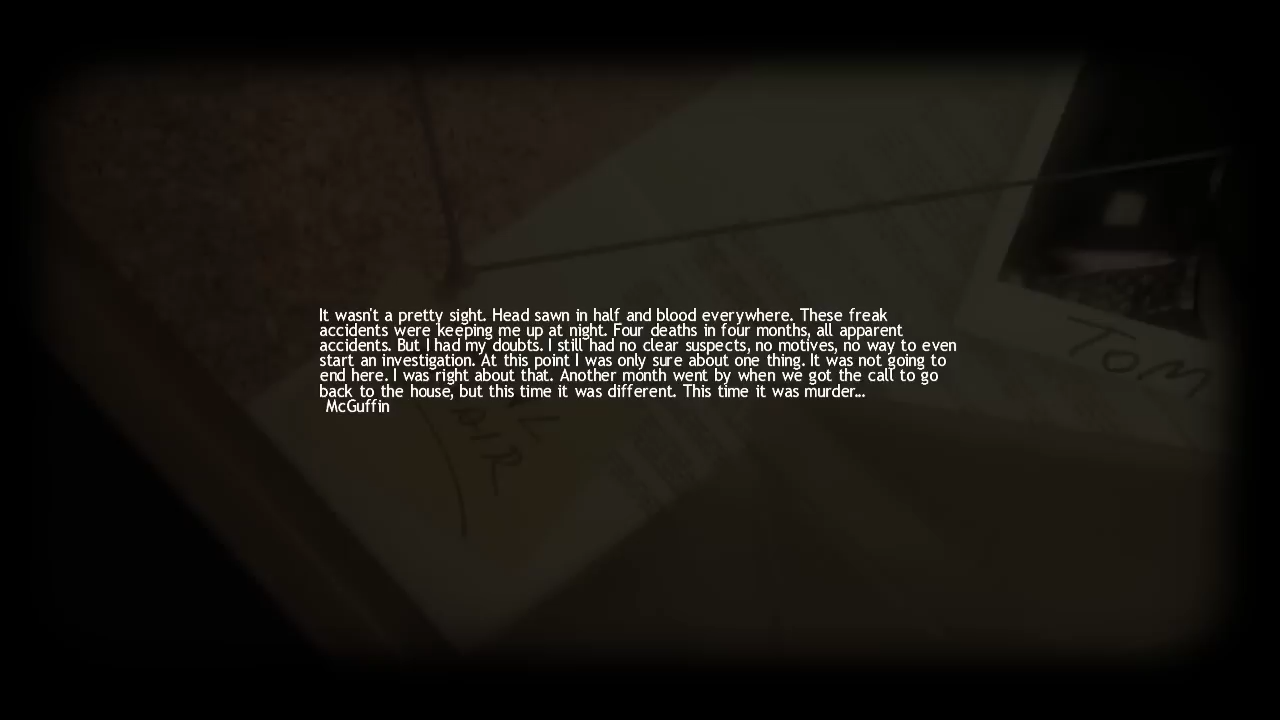 It wasn't a pretty sight. Head sawn in half and blood everywhere. These freak
accidents were keeping me up at night. Four deaths in four months, all apparent
accidents. But I had my doubts. I still had no clear suspects, no motives, no way to even
start an investigation. At this point I was only sure about one thing. It was not going to
end here. I was right about that. Another month went by when we got the call to go
back to the house, but this time it was different. This time it was murder...
McGuffin
TOM